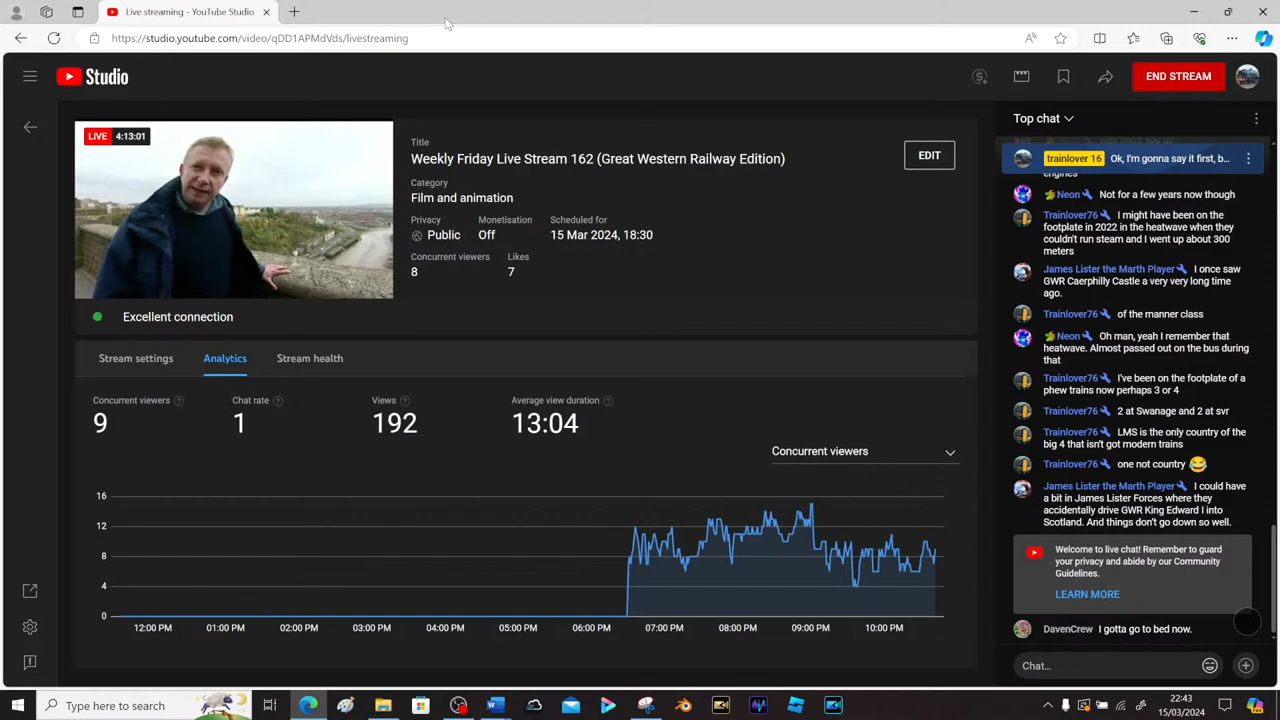 Live streaming - YouTube Studio
https://studio.youtube.com/video/qDD1APMdVds/livestreaming
Studio
END STREAM
LIVE 4:13:01
Title
Weekly Friday Live Stream 162 (Great Western Railway Edition)
EDIT
Category
Film and animation
Privacy Monetisation Scheduled for
Public Off 15 Mar 2024, 18:30
Concurrent viewers Likes
8 7
Excellent connection
Stream settings Analytics Stream health
Concurrent viewers Chat rate Views Average view duration
9 1 192 13:04
Concurrent viewers
16
12
8
4
0
12:00 PM 01:00 PM 02:00 PM 03:00 PM 04:00 PM 05:00 PM 06:00 PM 07:00 PM 08:00 PM 09:00 PM 10:00 PM
Top chat
trainlover 16 Ok, I'm gonna say it first, b...
engines
Neon Not for a few years now though
Trainlover76 I might have been on the
footplate in 2022 in the heatwave when they
couldn't run steam and I went up about 300
meters
James Lister the Marth Player I once saw
GWR Caerphilly Castle a very very long time
ago.
Trainlover76 of the manner class
Neon Oh man, yeah I remember that
heatwave. Almost passed out on the bus during
that
Trainlover76 I've been on the footplate of a
phew trains now perhaps 3 or 4
Trainlover76 2 at Swanage and 2 at svr
Trainlover76 LMS is the only country of the
big 4 that isn't got modern trains
Trainlover76 one not country 😂
James Lister the Marth Player I could have
a bit in James Lister Forces where they
accidentally drive GWR King Edward I into
Scotland. And things don't go down so well.
Welcome to live chat! Remember to guard
your privacy and abide by our Community
Guidelines.
LEARN MORE
DavenCrew I gotta go to bed now.
Chat...
Type here to search
22:43
15/03/2024